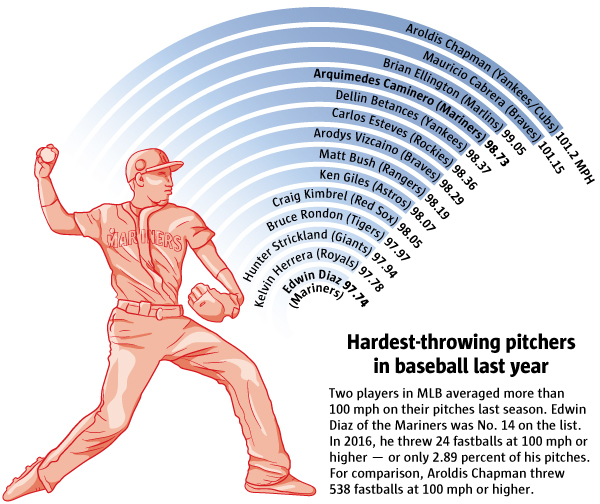 Aroldis Chapman (Yankees/Cubs) 101.2 MPH
Mauricio Cabrera (Braves) 101.15
Brian Ellington (Marlins) 99.05
Arquimedes Caminero (Mariners) 98.73
Dellin Betances (Yankees) 98.37
Carlos Esteves (Rockies) 98.36
Arodys Vizcaino (Braves) 98.29
Matt Bush (Rangers) 98.19
Ken Giles (Astros) 98.07
Craig Kimbrel (Red Sox) 98.05
Bruce Rondon (Tigers) 97.97
Hunter Strickland (Giants) 97.94
Kelvin Herrera (Royals) 97.78
Edwin Diaz 97.74
(Mariners)
MARINERS
Hardest-throwing pitchers
in baseball last year
Two players in MLB averaged more than
100 mph on their pitches last season. Edwin
Diaz of the Mariners was No. 14 on the list.
In 2016, he threw 24 fastballs at 100 mph or
higher — or only 2.89 percent of his pitches.
For comparison, Aroldis Chapman threw
538 fastballs at 100 mph or higher.